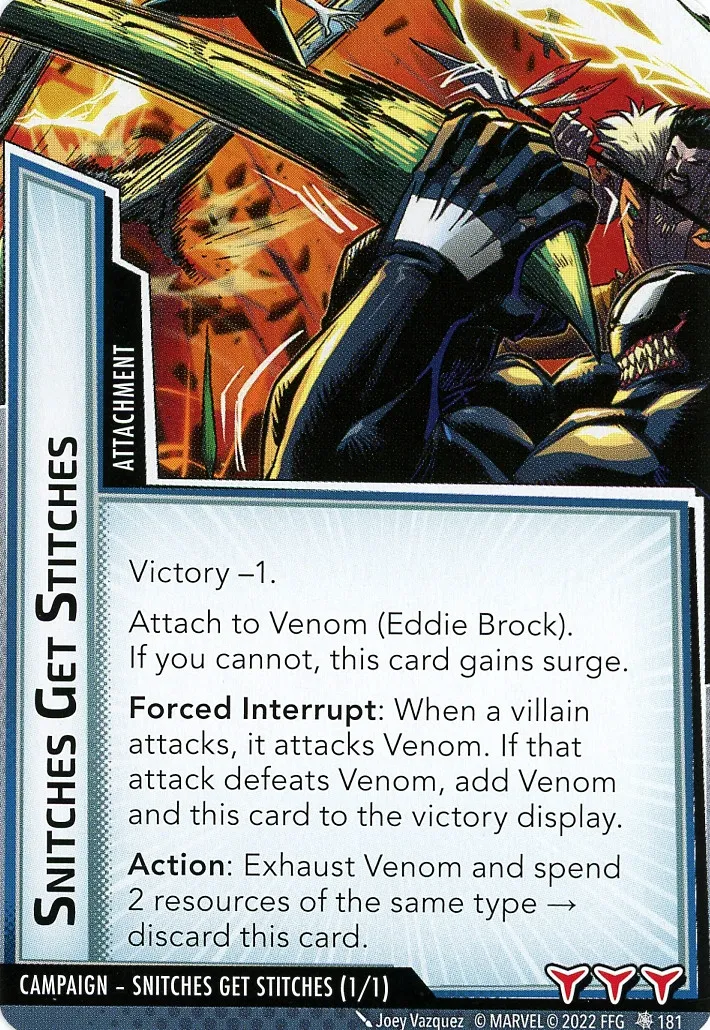 ATTACHMENT
SNITCHES GET STITCHES
Victory –1.
Attach to Venom (Eddie Brock).
If you cannot, this card gains surge.
Forced Interrupt: When a villain
attacks, it attacks Venom. If that
attack defeats Venom, add Venom
and this card to the victory display.
Action: Exhaust Venom and spend
2 resources of the same type →
discard this card.
CAMPAIGN – SNITCHES GET STITCHES (1/1)
Joey Vazquez © MARVEL © 2022 FFG 181